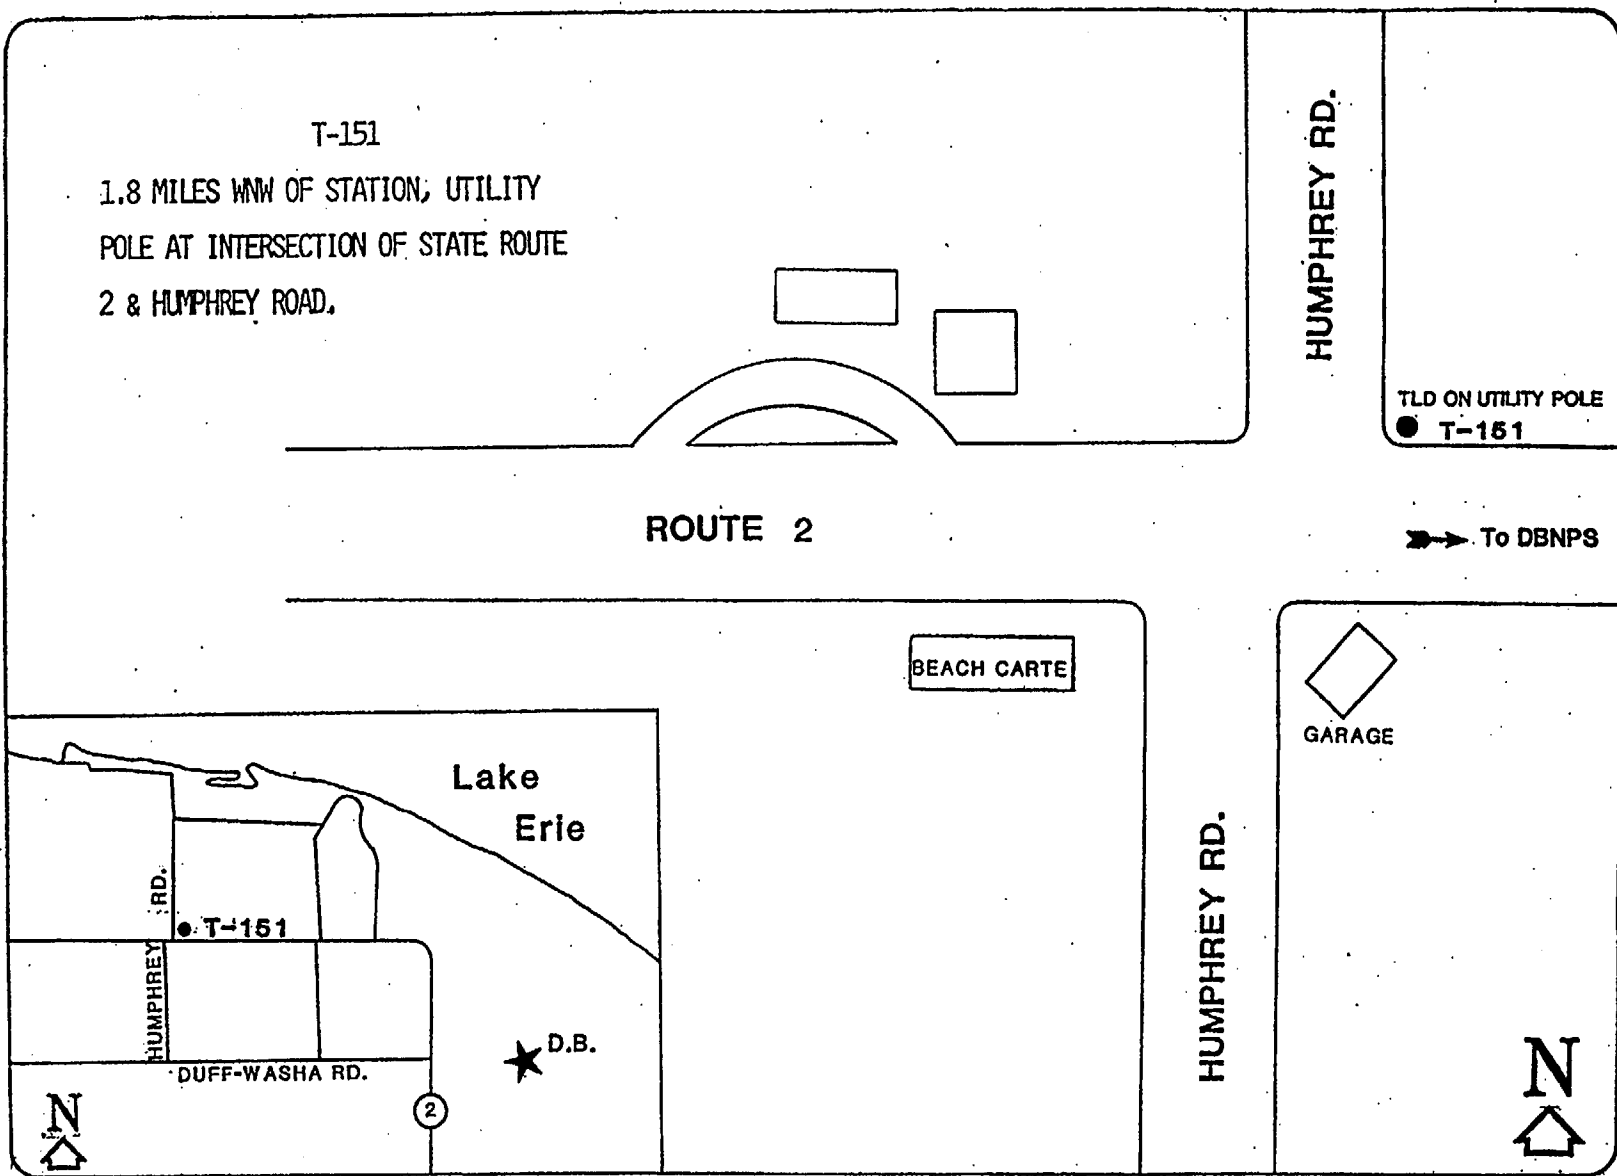 T-151
1.8 MILES WNW OF STATION, UTILITY
POLE AT INTERSECTION OF STATE ROUTE
2 & HUMPHREY ROAD.
HUMPHREY RD.
TLD ON UTILITY POLE
T-151
ROUTE 2
To DBNPS
BEACH CARTE
GARAGE
HUMPHREY RD.
N
Lake
Erie
RD.
T-151
HUMPHREY
D.B.
DUFF-WASHA RD.
2
N